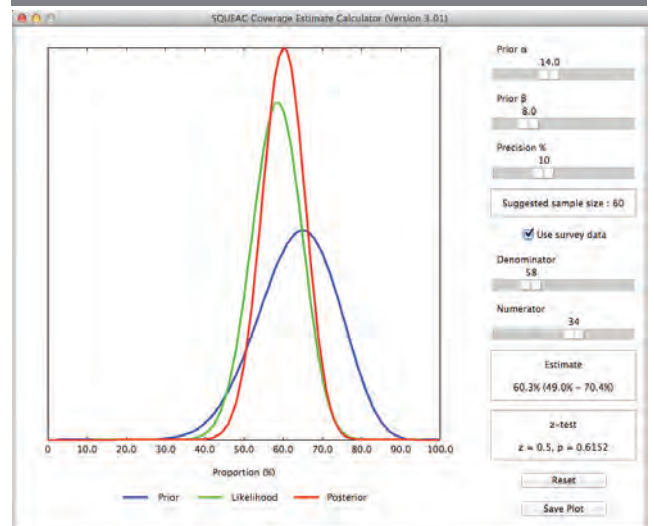 SQUEAC Coverage Estimate Calculator (Version 3.01)
Prior α
14.0
Prior β
8.0
Precision %
10
Suggested sample size : 60
Use survey data
Denominator
58
Numerator
34
Estimate
60.3% (49.0% – 70.4%)
z-test
z = 0.5, p = 0.6152
Reset
Save Plot
0 10.0 20.0 30.0 40.0 50.0 60.0 70.0 80.0 90.0 100.0
Proportion (%)
Prior Likelihood Posterior